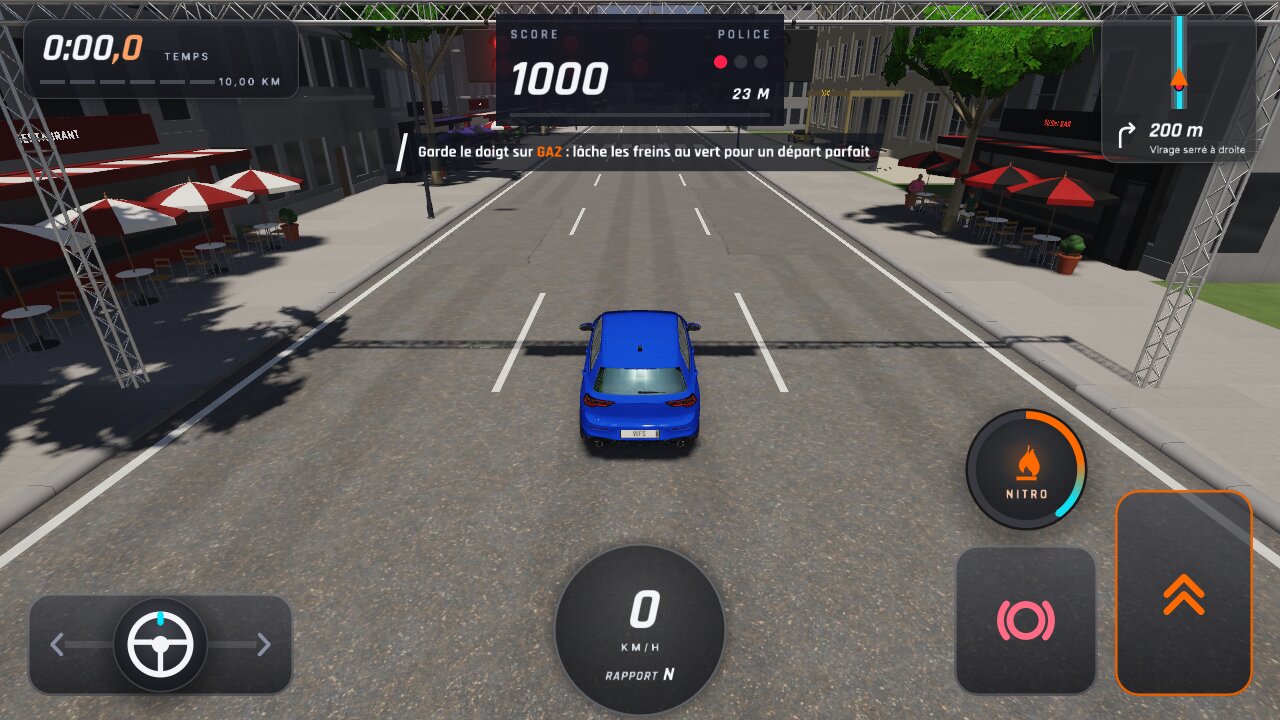 0:00,0 TEMPS
10,00 KM
SCORE
1000
POLICE
23 M
Garde le doigt sur GAZ : lâche les freins au vert pour un départ parfait
200 m
Virage serré à droite
SUSHI BAR
WFS
NITRO
0
KM/H
RAPPORT N